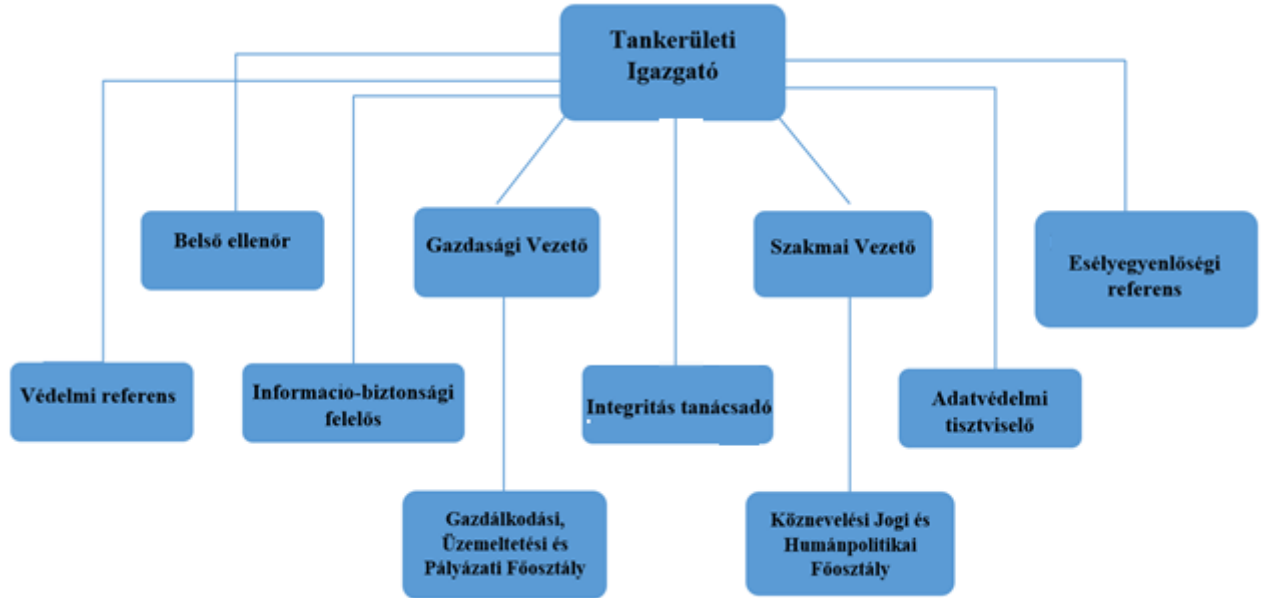 Tankerületi
Igazgató
Belső ellenőr
Gazdasági Vezető
Szakmai Vezető
Esélyegyenlőségi
referens
Védelmi referens
Informacio-biztonsági
felelős
Integritás tanácsadó
Adatvédelmi
tisztviselő
Gazdálkodási,
Üzemeltetési és
Pályázati Főosztály
Köznevelési Jogi és
Humánpolitikai
Főosztály